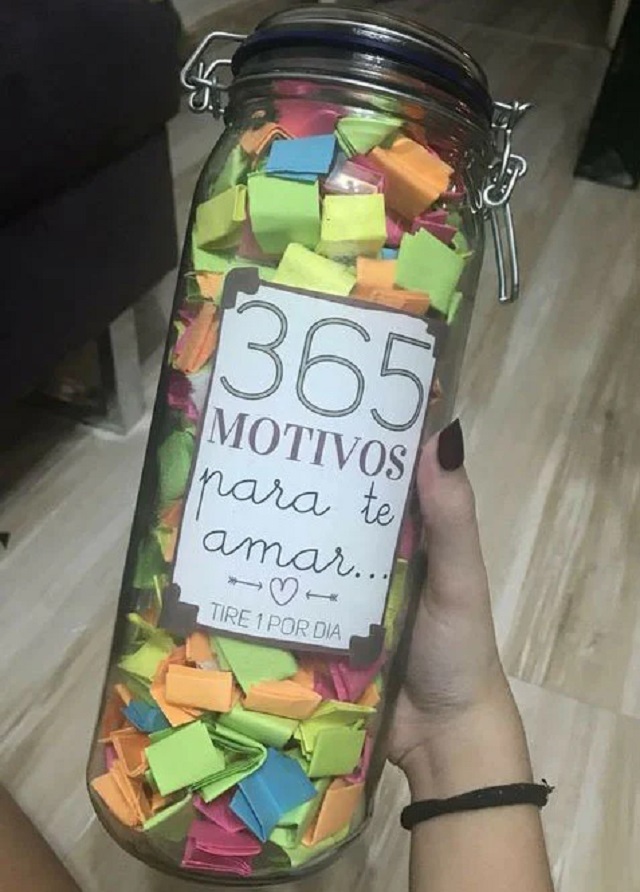 365
MOTIVOS
para te
amar...
TIRE 1 POR DIA